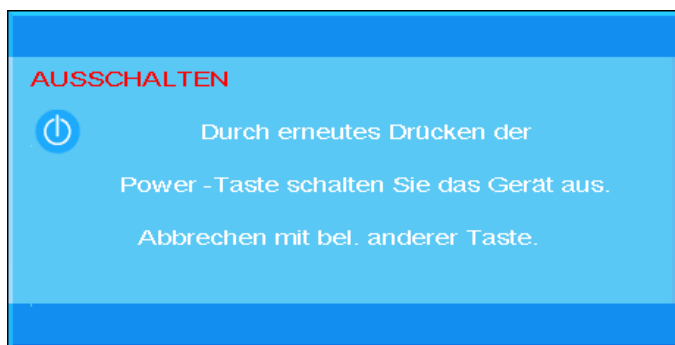 AUSSCHALTEN
Durch erneutes Drücken der
Power -Taste schalten Sie das Gerät aus.
Abbrechen mit bel. anderer Taste.